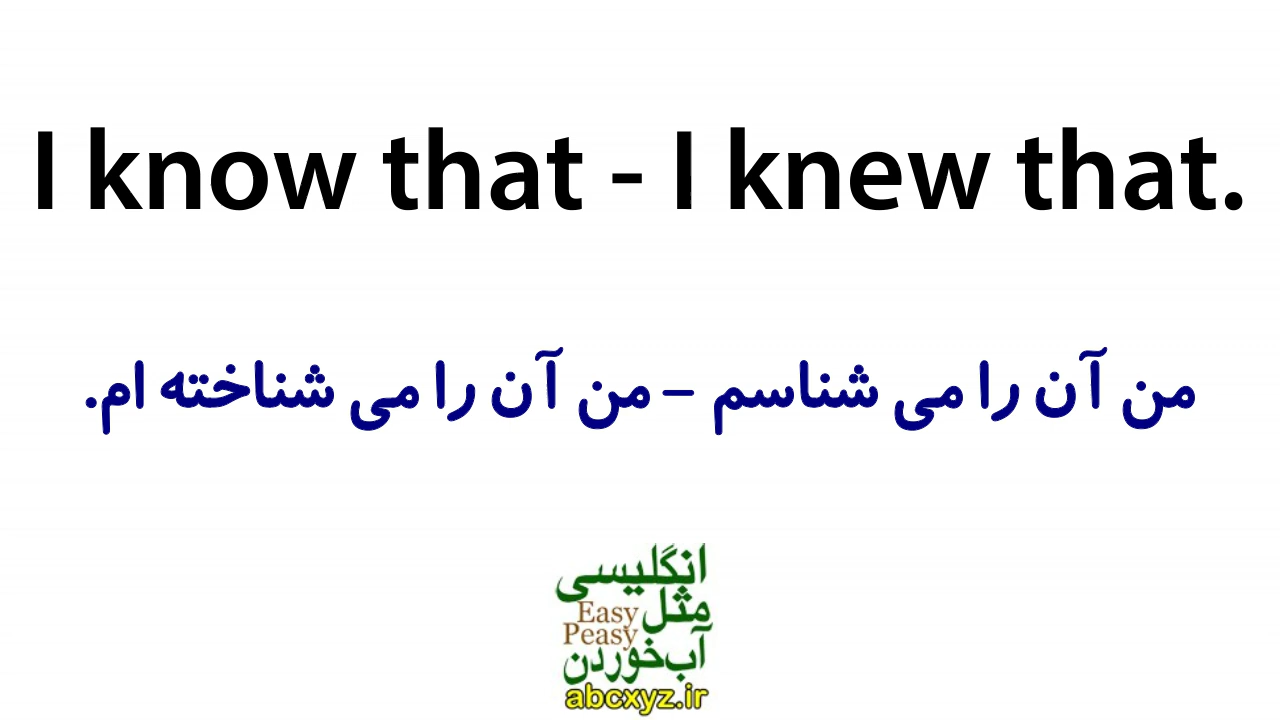 I know that - I knew that.
من آن را می شناسم – من آن را می شناخته ام.
انگلیسی
مثل
Easy
Peasy
آب‌خوردن
abcxyz.ir